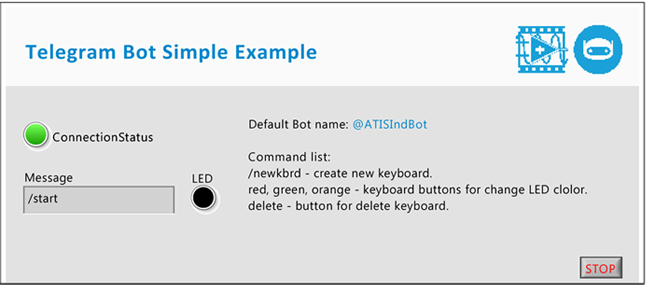 Telegram Bot Simple Example
ConnectionStatus
Message
/start
LED
Default Bot name: @ATISIndBot
Command list:
/newkbrd - create new keyboard.
red, green, orange - keyboard buttons for change LED clolor.
delete - button for delete keyboard.
STOP